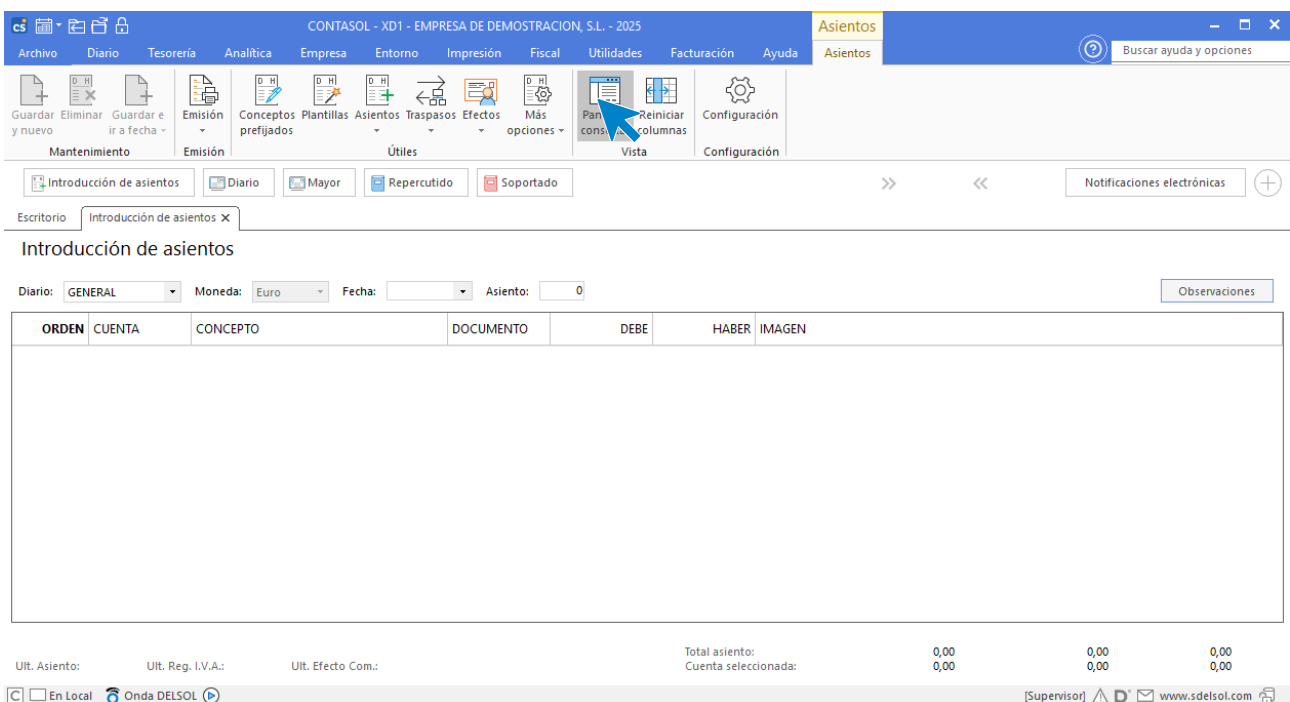 cs CONTASOL - XD1 - EMPRESA DE DEMOSTRACION, S.L. - 2025 Asientos
Archivo Diario Tesorería Analítica Empresa Entorno Impresión Fiscal Utilidades Facturación Ayuda Asientos Buscar ayuda y opciones
Guardar Eliminar Guardar e Emisión Conceptos Plantillas Asientos Traspasos Efectos Más Reiniciar Configuración
y nuevo ir a fecha prefijados opciones columnas
Mantenimiento Emisión Útiles Vista Configuración
Introducción de asientos Diario Mayor Repercutido Soportado Notificaciones electrónicas
Escritorio Introducción de asientos
Introducción de asientos
Diario: GENERAL Moneda: Euro Fecha: Asiento: 0 Observaciones
ORDEN CUENTA CONCEPTO DOCUMENTO DEBE HABER IMAGEN
Total asiento: 0,00 0,00 0,00
Ult. Asiento: Ult. Reg. I.V.A.: Ult. Efecto Com.: Cuenta seleccionada: 0,00 0,00 0,00
C En Local Onda DELSOL [Supervisor] D www.sdelsol.com